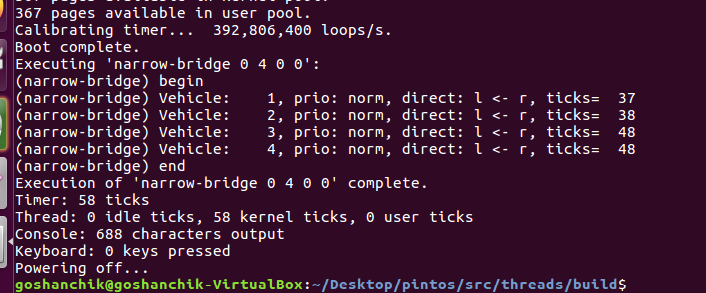 367 pages available in user pool.
Calibrating timer...  392,806,400 loops/s.
Boot complete.
Executing 'narrow-bridge 0 4 0 0':
(narrow-bridge) begin
(narrow-bridge) Vehicle:    1, prio: norm, direct: l <- r, ticks=  37
(narrow-bridge) Vehicle:    2, prio: norm, direct: l <- r, ticks=  38
(narrow-bridge) Vehicle:    3, prio: norm, direct: l <- r, ticks=  48
(narrow-bridge) Vehicle:    4, prio: norm, direct: l <- r, ticks=  48
(narrow-bridge) end
Execution of 'narrow-bridge 0 4 0 0' complete.
Timer: 58 ticks
Thread: 0 idle ticks, 58 kernel ticks, 0 user ticks
Console: 688 characters output
Keyboard: 0 keys pressed
Powering off...
goshanchik@goshanchik-VirtualBox:~/Desktop/pintos/src/threads/build$